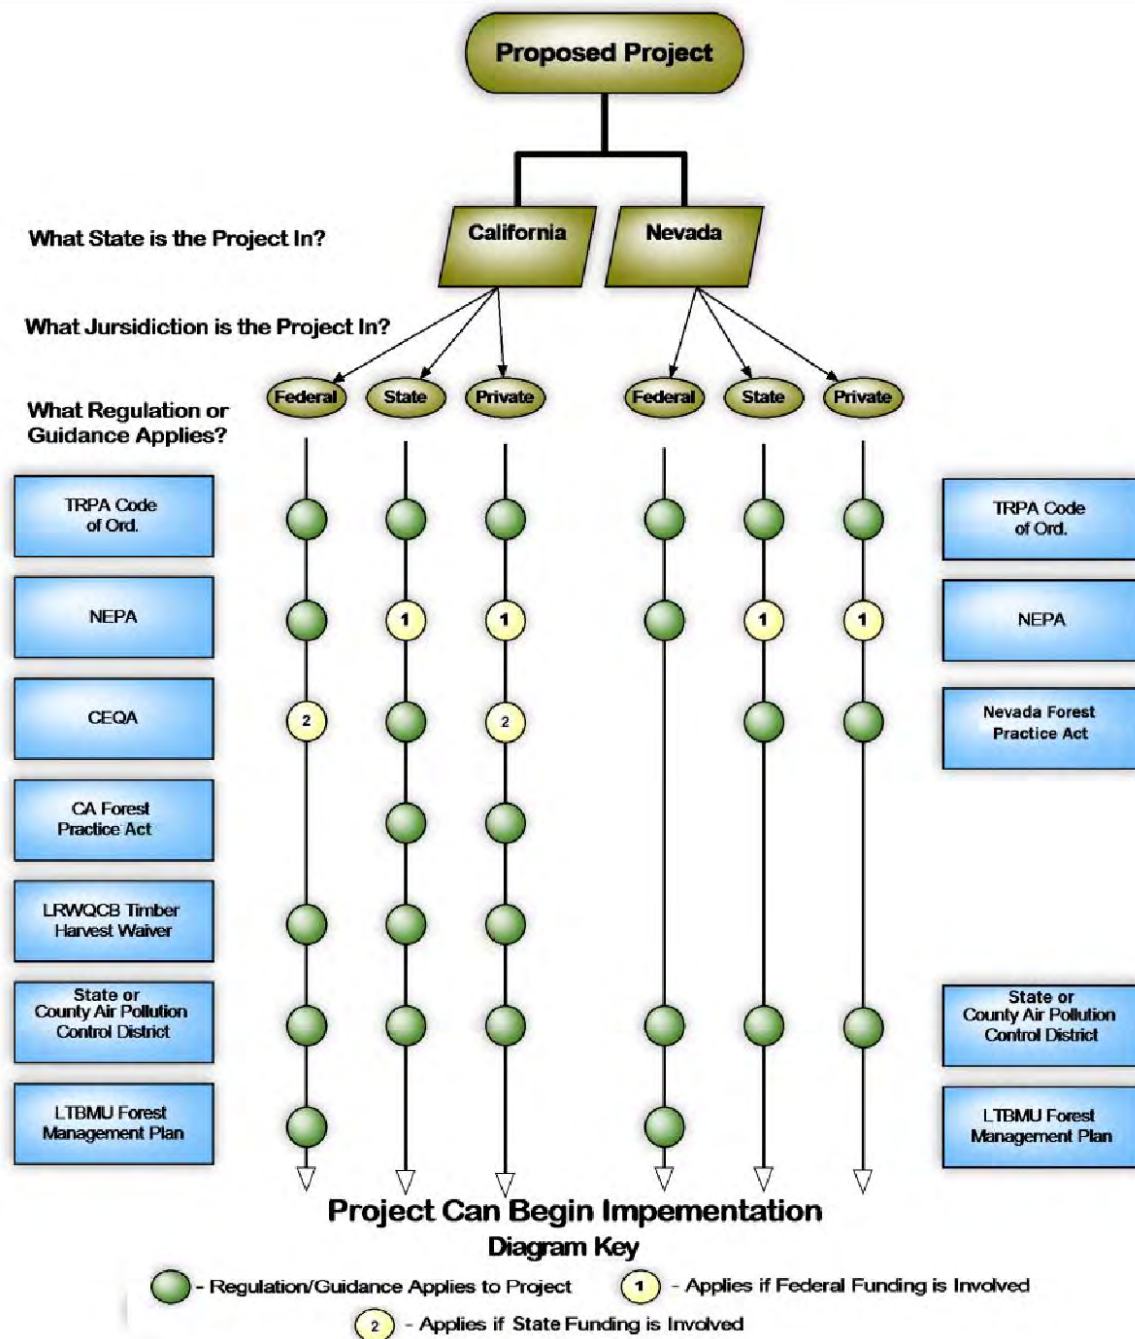 Proposed Project
What State is the Project In?
California
Nevada
What Jursidiction is the Project In?
Federal
State
Private
Federal
State
Private
What Regulation or
Guidance Applies?
TRPA Code
of Ord.
TRPA Code
of Ord.
NEPA
1
1
1
1
NEPA
CEQA
2
2
Nevada Forest
Practice Act
CA Forest
Practice Act
LRWQCB Timber
Harvest Waiver
State or
County Air Pollution
Control District
State or
County Air Pollution
Control District
LTBMU Forest
Management Plan
LTBMU Forest
Management Plan
Project Can Begin Impementation
Diagram Key
- Regulation/Guidance Applies to Project
1 - Applies if Federal Funding is Involved
2 - Applies if State Funding is Involved